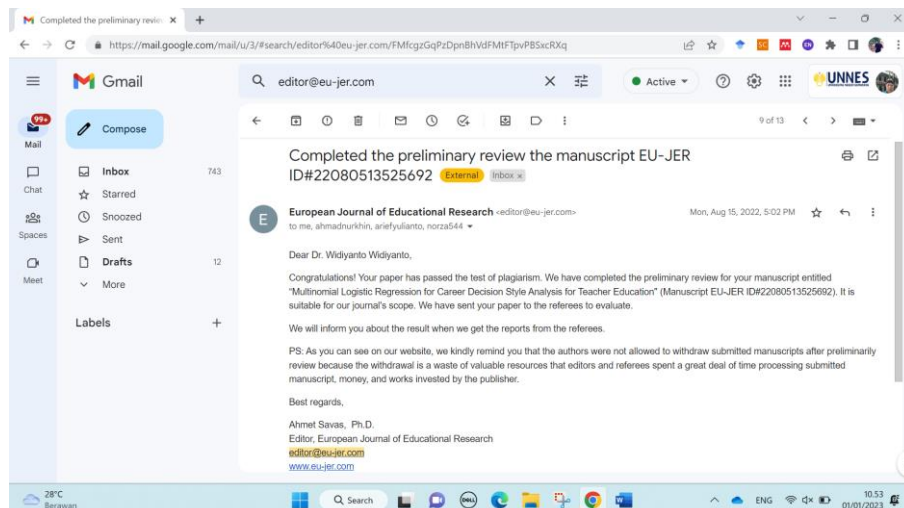 Completed the preliminary review
https://mail.google.com/mail/u/3/#search/editor%40eu-jer.com/FMfcgzGqPzDpnBhVdFMtFTpvPBSxcRXq
Gmail
editor@eu-jer.com
Active
UNNES
99+
Mail
Compose
9 of 13
Chat
Spaces
Meet
Inbox 743
Starred
Snoozed
Sent
Drafts 12
More
Labels
Completed the preliminary review the manuscript EU-JER
ID#22080513525692 External Inbox x
E
European Journal of Educational Research <editor@eu-jer.com> Mon, Aug 15, 2022, 5:02 PM
to me, ahmadnurkhin, ariefyulianto, norza544
Dear Dr. Widiyanto Widiyanto,
Congratulations! Your paper has passed the test of plagiarism. We have completed the preliminary review for your manuscript entitled
"Multinomial Logistic Regression for Career Decision Style Analysis for Teacher Education" (Manuscript EU-JER ID#22080513525692). It is
suitable for our journal's scope. We have sent your paper to the referees to evaluate.
We will inform you about the result when we get the reports from the referees.
PS: As you can see on our website, we kindly remind you that the authors were not allowed to withdraw submitted manuscripts after preliminarily
review because the withdrawal is a waste of valuable resources that editors and referees spent a great deal of time processing submitted
manuscript, money, and works invested by the publisher.
Best regards,
Ahmet Savas, Ph.D.
Editor, European Journal of Educational Research
editor@eu-jer.com
www.eu-jer.com
28°C
Berawan
Search
ENG
10.53
01/01/2023